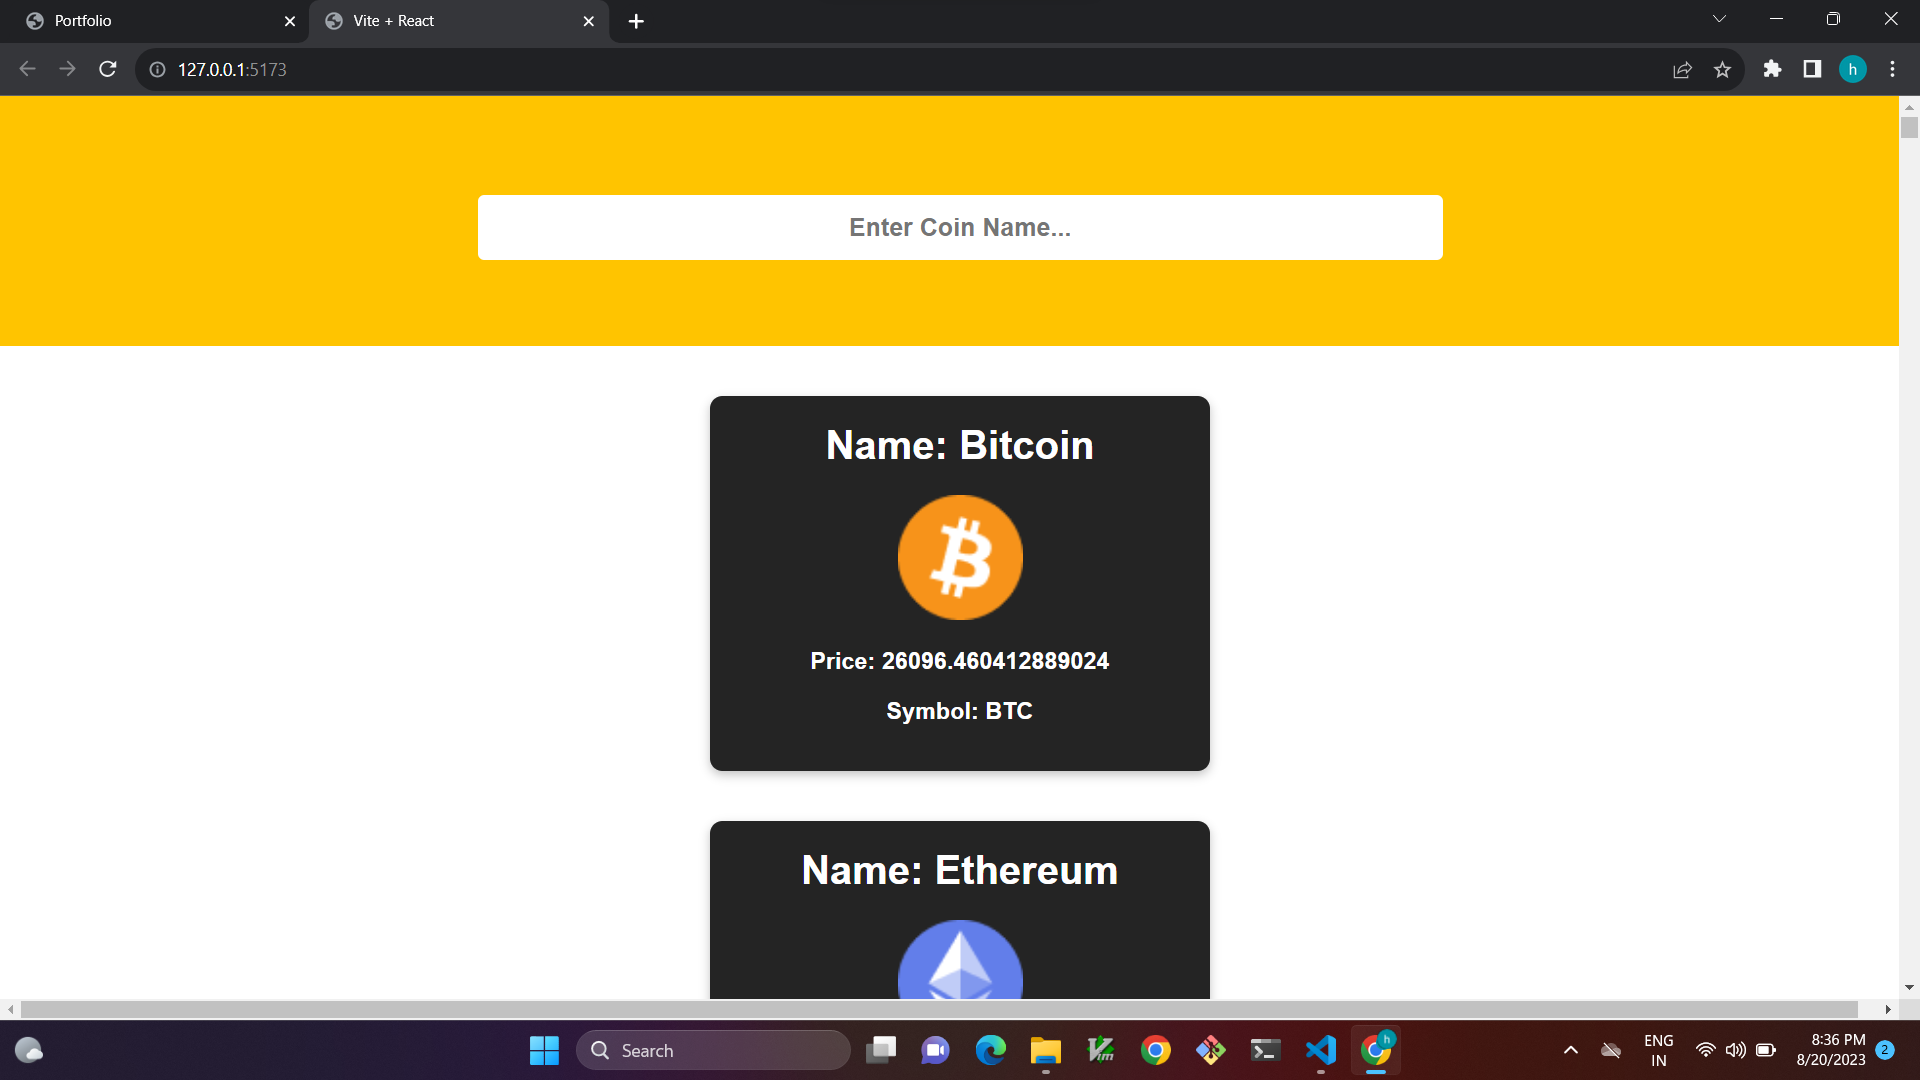 Portfolio
Vite + React
127.0.0.1:5173
h
Enter Coin Name...
Name: Bitcoin
Price: 26096.460412889024
Symbol: BTC
Name: Ethereum
Search
h
ENG
IN
8:36 PM
8/20/2023
2